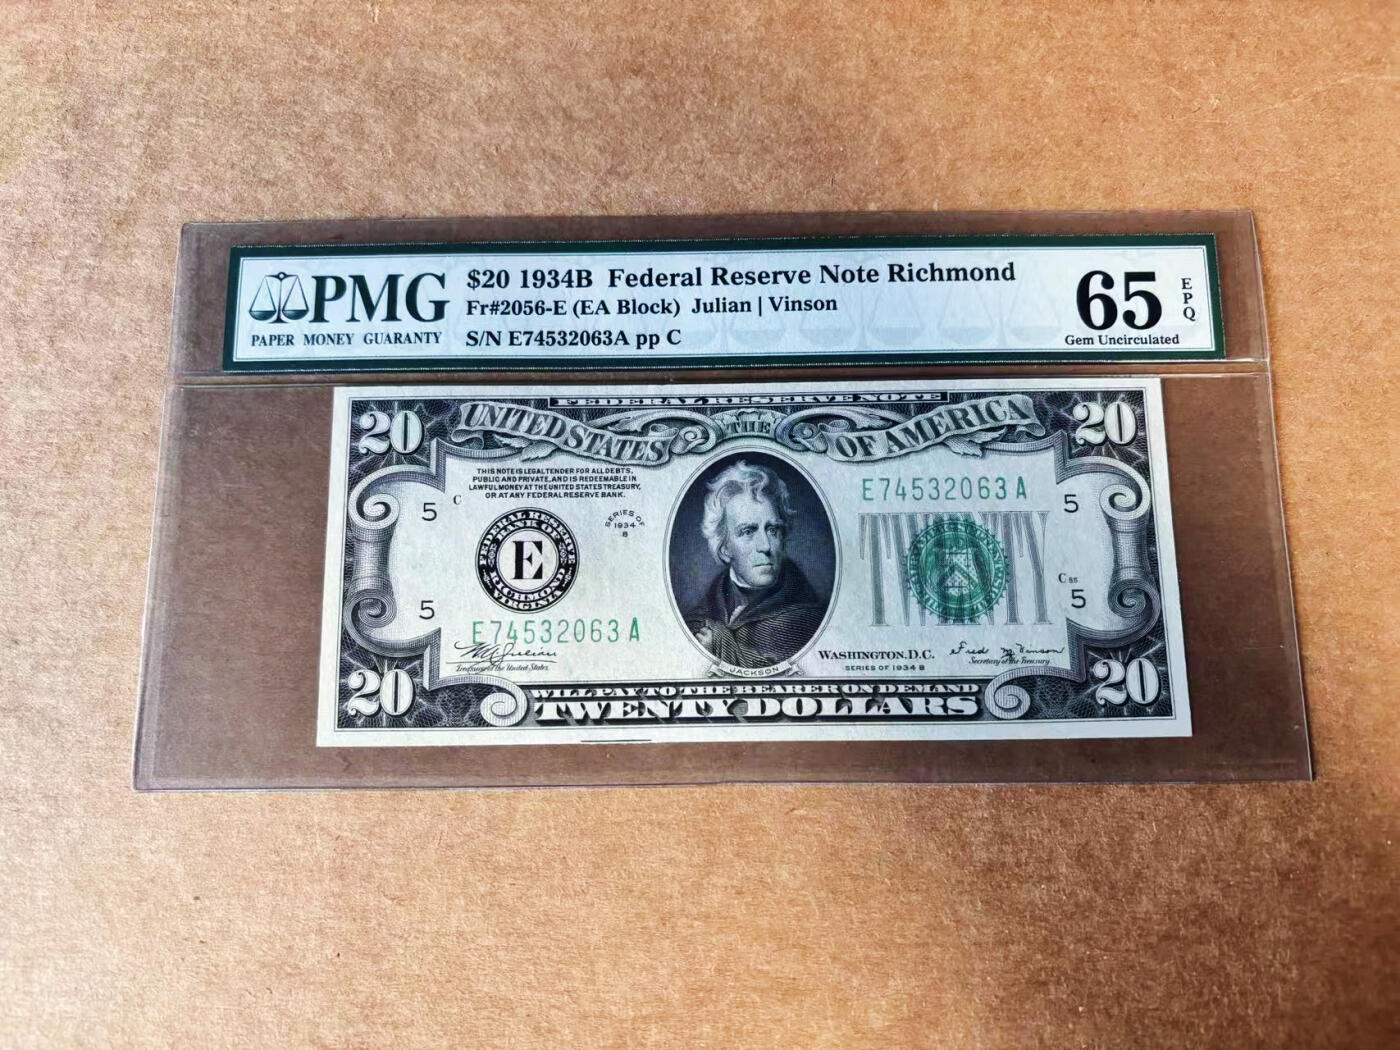 PMG
PAPER MONEY GUARANTY
$20 1934B Federal Reserve Note Richmond
Fr#2056-E (EA Block) Julian | Vinson
S/N E74532063A pp C
65
EPQ
Gem Uncirculated
FEDERAL RESERVE NOTE
20
UNITED STATES
THE
OF AMERICA
20
THIS NOTE IS LEGAL TENDER FOR ALL DEBTS,
PUBLIC AND PRIVATE, AND IS REDEEMABLE IN
LAWFUL MONEY AT THE UNITED STATES TREASURY,
OR AT ANY FEDERAL RESERVE BANK.
E74532063A
5
C
5
SERIES OF
1934
B
FEDERAL RESERVE
BANK OF
E
RICHMOND
VIRGINIA
C 55
5
5
E74532063A
W A Julian
Treasurer of the United States.
WASHINGTON, D.C.
SERIES OF 1934 B
Fred M Vinson
Secretary of the Treasury
JACKSON
20
WILL PAY TO THE BEARER ON DEMAND
TWENTY DOLLARS
20